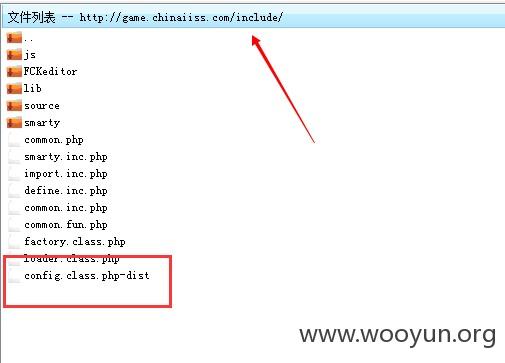 文件列表 -- http://game.chinaiiss.com/include/
..
js
FCKeditor
lib
source
smarty
common.php
smarty.inc.php
import.inc.php
define.inc.php
common.inc.php
common.fun.php
factory.class.php
loader.class.php
config.class.php-dist
www.wooyun.org